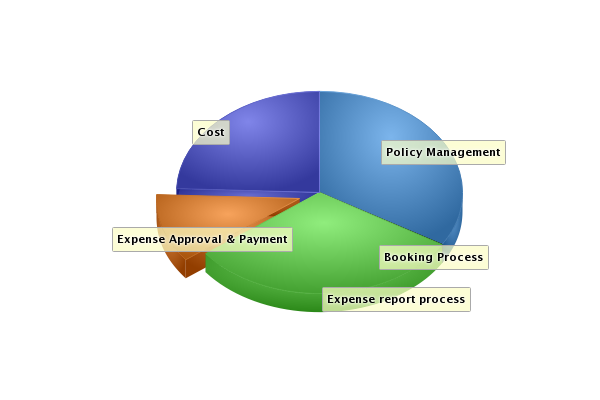 Cost
Policy Management
Expense Approval & Payment
Booking Process
Expense report process